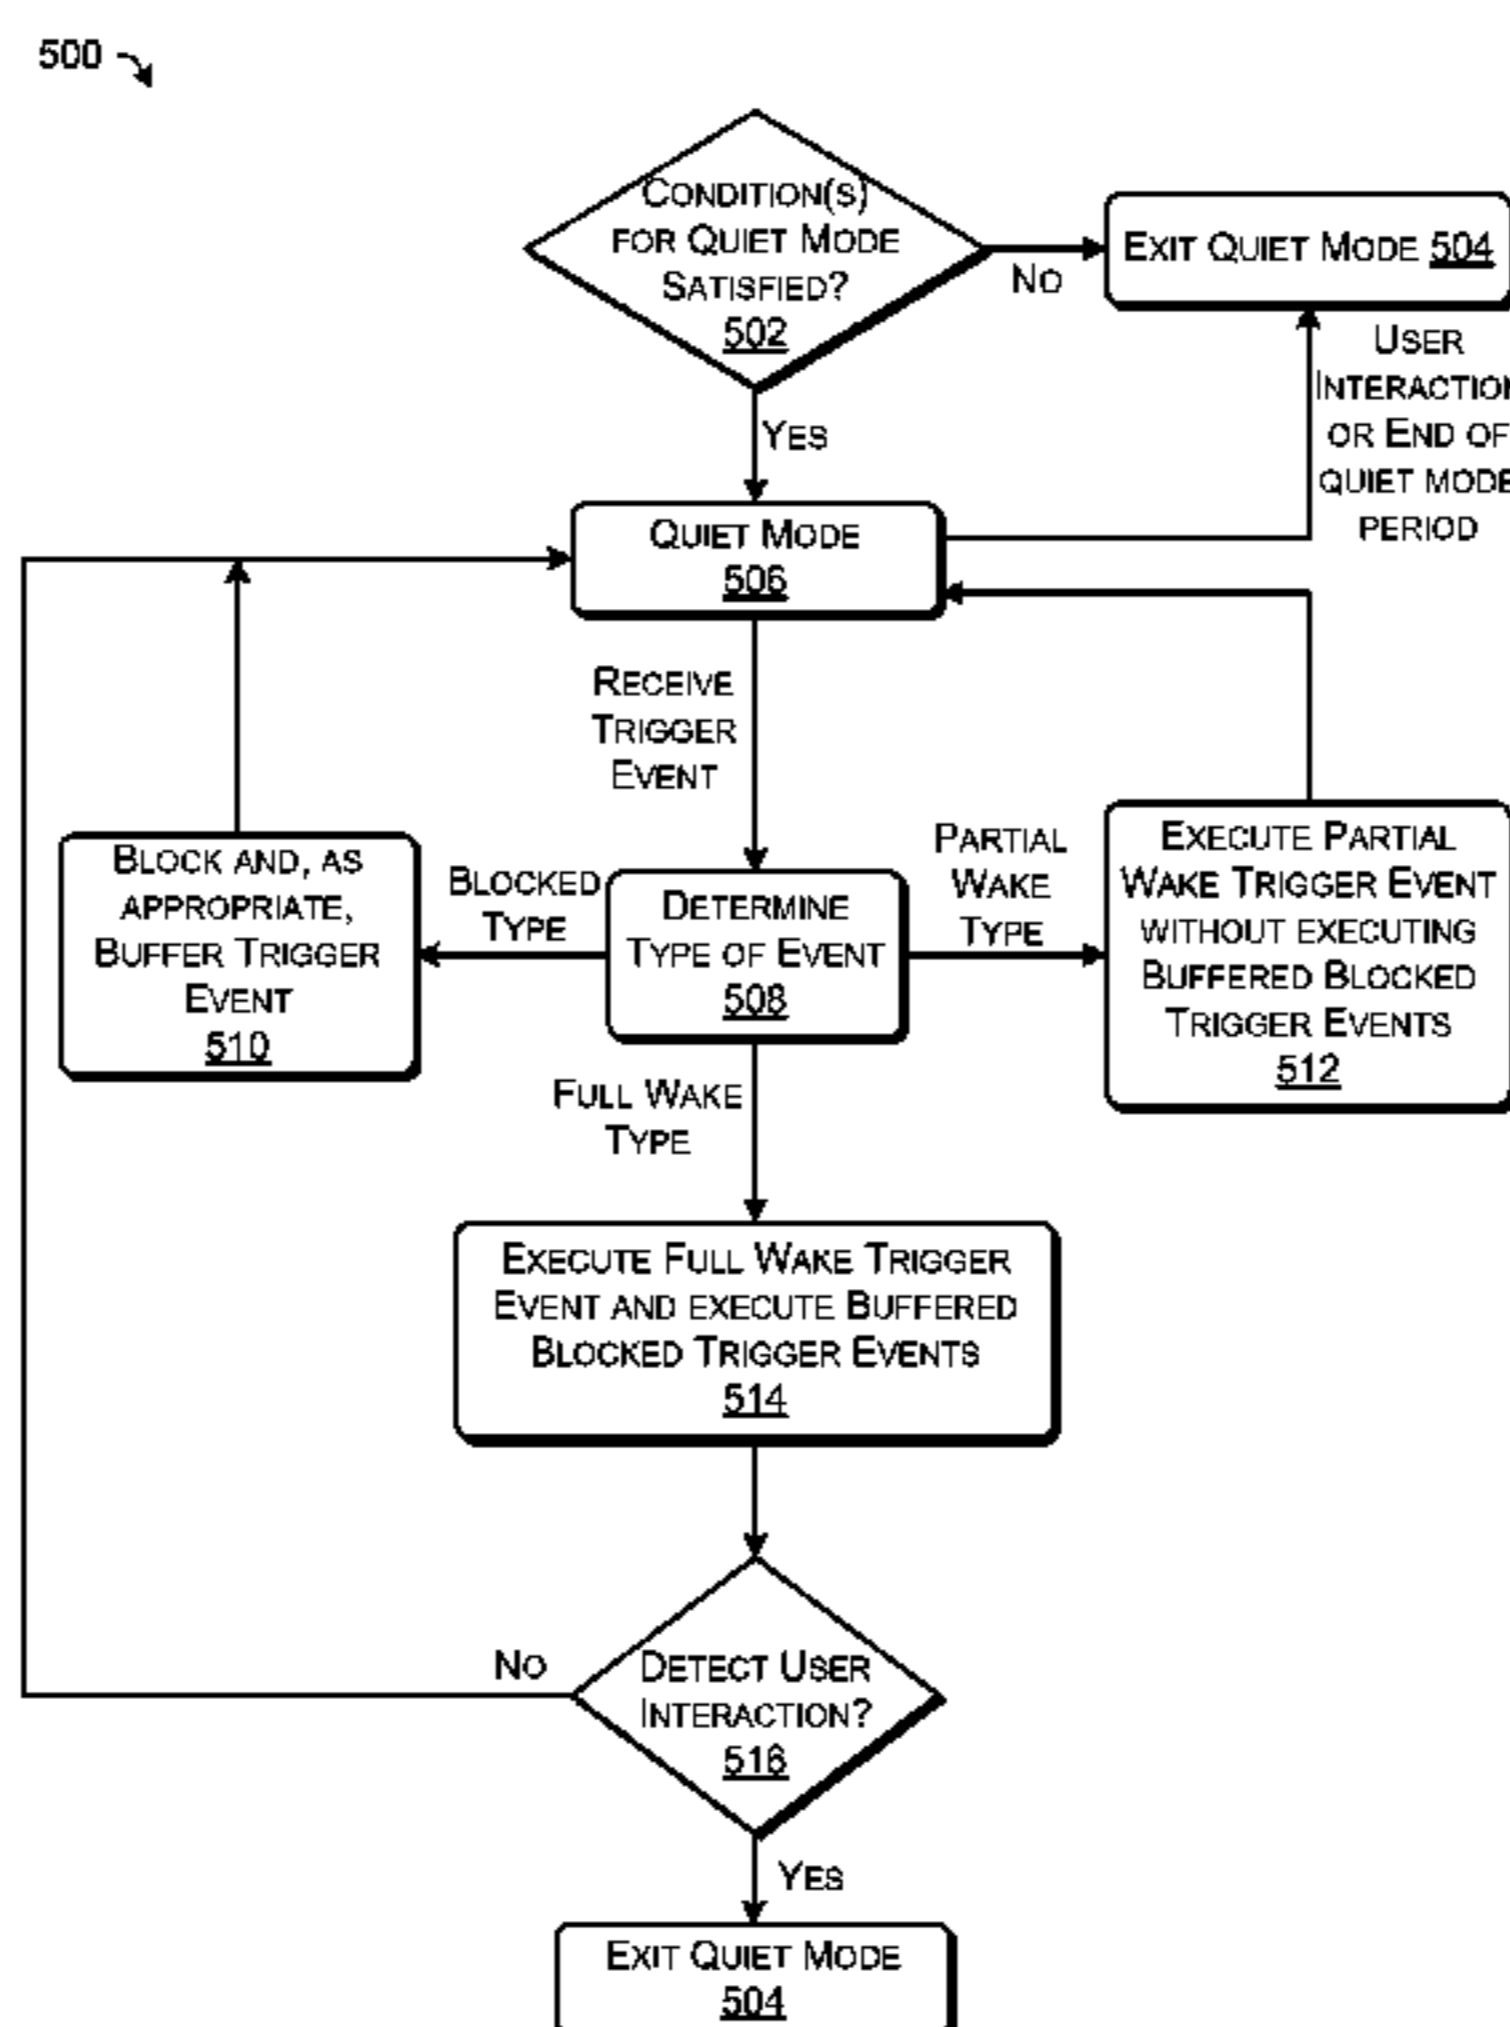 500
CONDITION(S)
FOR QUIET MODE
SATISFIED?
502
NO
EXIT QUIET MODE 504
YES
USER
INTERACTION
OR END OF
QUIET MODE
PERIOD
QUIET MODE
506
RECEIVE
TRIGGER
EVENT
BLOCK AND, AS
APPROPRIATE,
BUFFER TRIGGER
EVENT
510
BLOCKED
TYPE
DETERMINE
TYPE OF EVENT
508
PARTIAL
WAKE
TYPE
EXECUTE PARTIAL
WAKE TRIGGER EVENT
WITHOUT EXECUTING
BUFFERED BLOCKED
TRIGGER EVENTS
512
FULL WAKE
TYPE
EXECUTE FULL WAKE TRIGGER
EVENT AND EXECUTE BUFFERED
BLOCKED TRIGGER EVENTS
514
NO
DETECT USER
INTERACTION?
516
YES
EXIT QUIET MODE
504